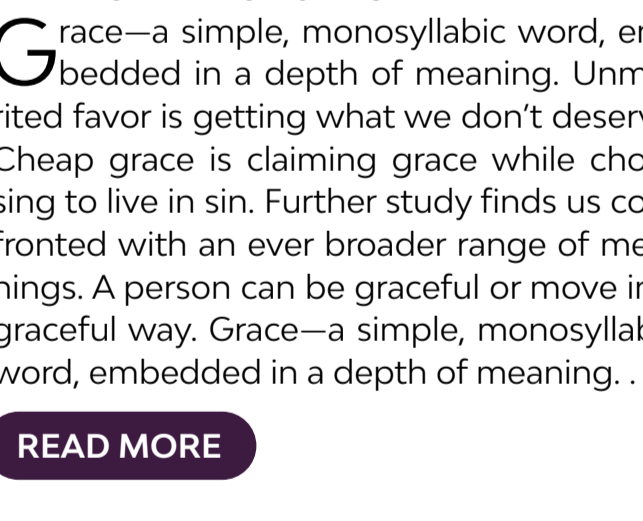 Grace—a simple, monosyllabic word, em
bedded in a depth of meaning. Unm
rited favor is getting what we don't deserv
Cheap grace is claiming grace while cho
sing to live in sin. Further study finds us co
fronted with an ever broader range of me
nings. A person can be graceful or move in
graceful way. Grace—a simple, monosyllab
word, embedded in a depth of meaning. . .
READ MORE